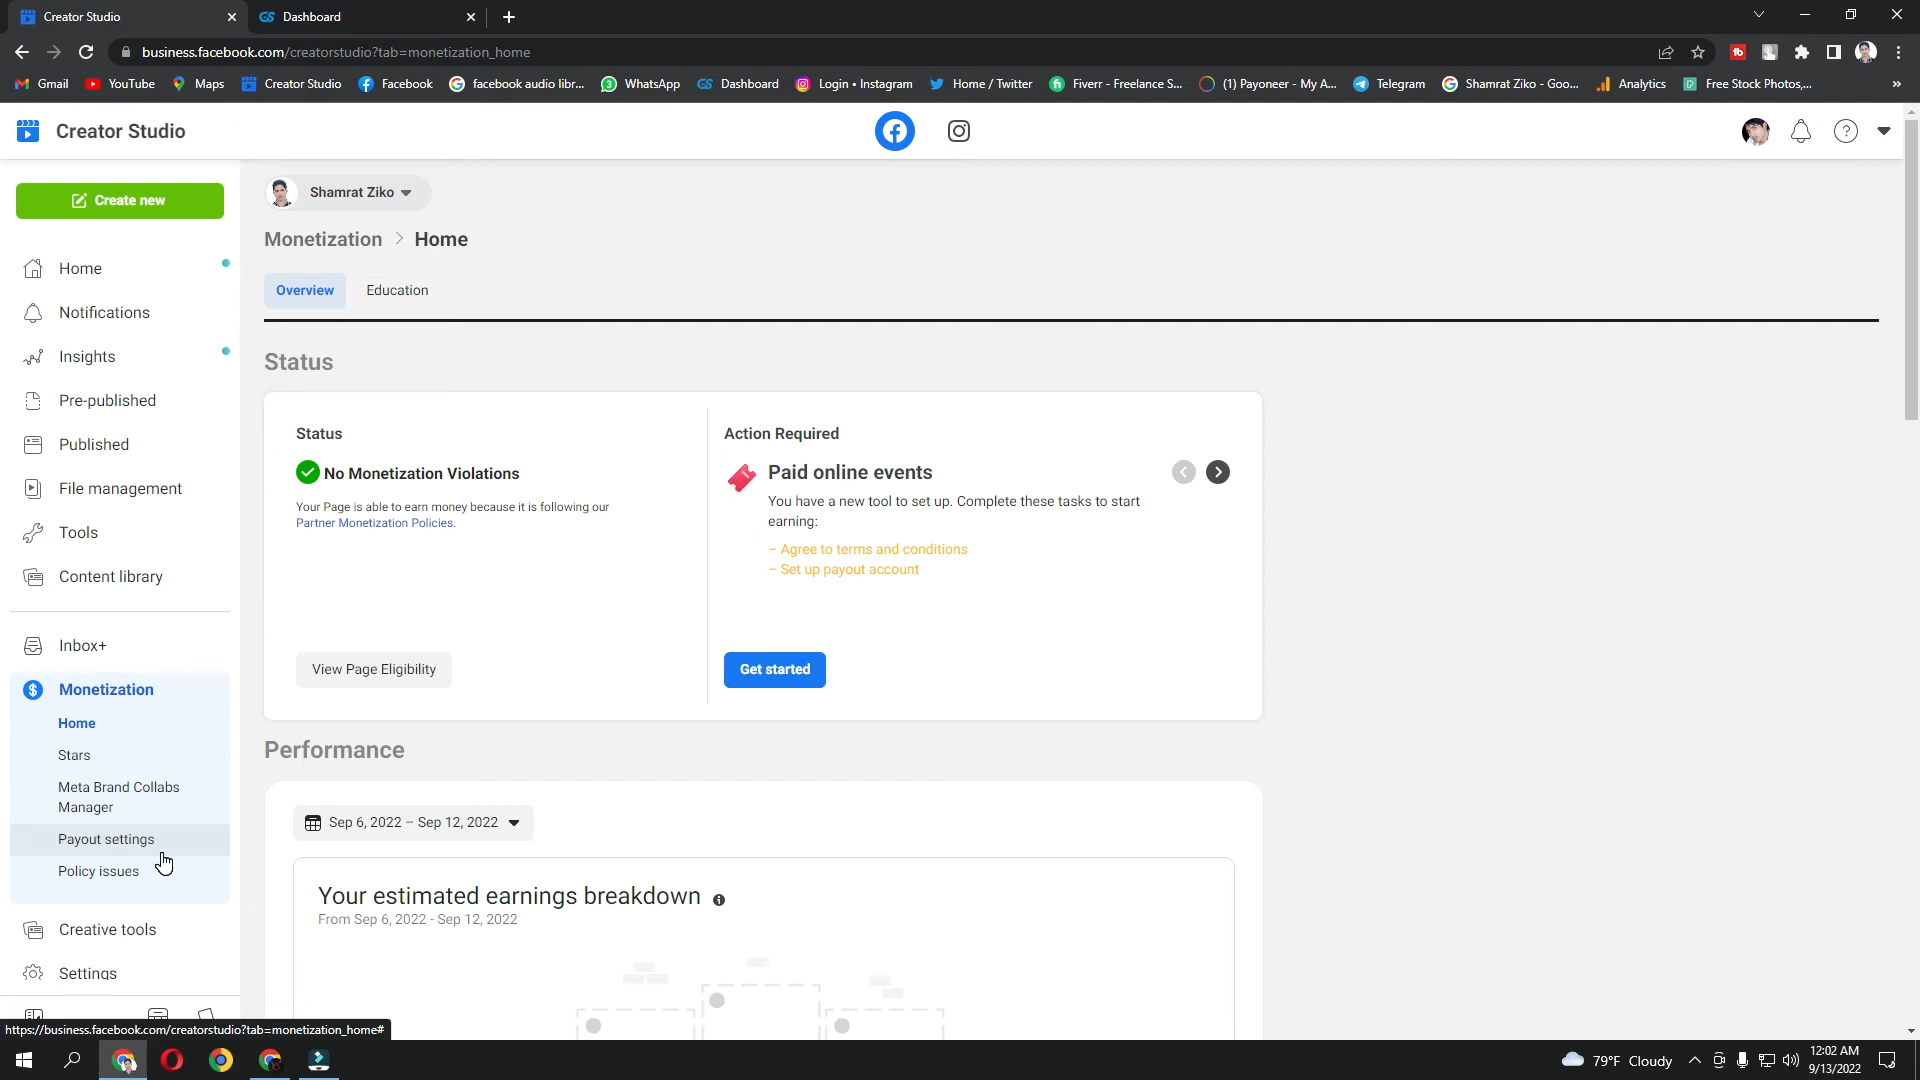 Creator Studio
Dashboard
business.facebook.com/creatorstudio?tab=monetization_home
Gmail
YouTube
Maps
Creator Studio
Facebook
facebook audio libr...
WhatsApp
Dashboard
Login • Instagram
Home / Twitter
Fiverr - Freelance S...
(1) Payoneer - My A...
Telegram
Shamrat Ziko - Goo...
Analytics
Free Stock Photos,...
»
Creator Studio
Create new
Home
Notifications
Insights
Pre-published
Published
File management
Tools
Content library
Inbox+
Monetization
Home
Stars
Meta Brand Collabs
Manager
Payout settings
Policy issues
Creative tools
Settings
Shamrat Ziko
Monetization > Home
Overview
Education
Status
Status
No Monetization Violations
Your Page is able to earn money because it is following our
Partner Monetization Policies.
View Page Eligibility
Action Required
Paid online events
You have a new tool to set up. Complete these tasks to start
earning:
– Agree to terms and conditions
– Set up payout account
Get started
Performance
Sep 6, 2022 – Sep 12, 2022
Your estimated earnings breakdown
From Sep 6, 2022 - Sep 12, 2022
https://business.facebook.com/creatorstudio?tab=monetization_home#
79°F Cloudy
12:02 AM
9/13/2022